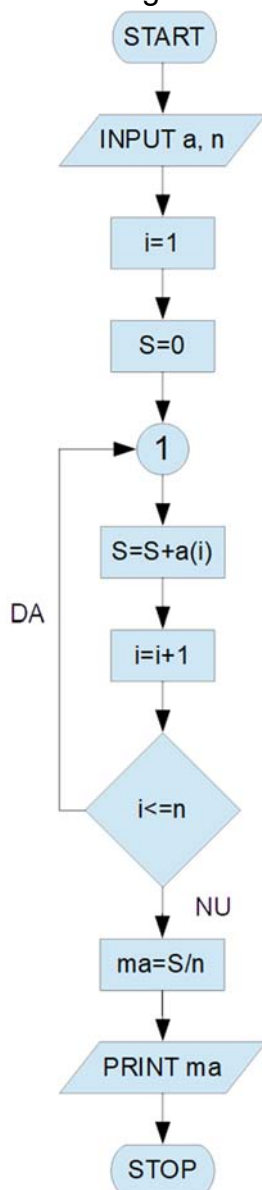 START
INPUT a, n
i=1
S=0
1
S=S+a(i)
DA
i=i+1
i<=n
NU
ma=S/n
PRINT ma
STOP